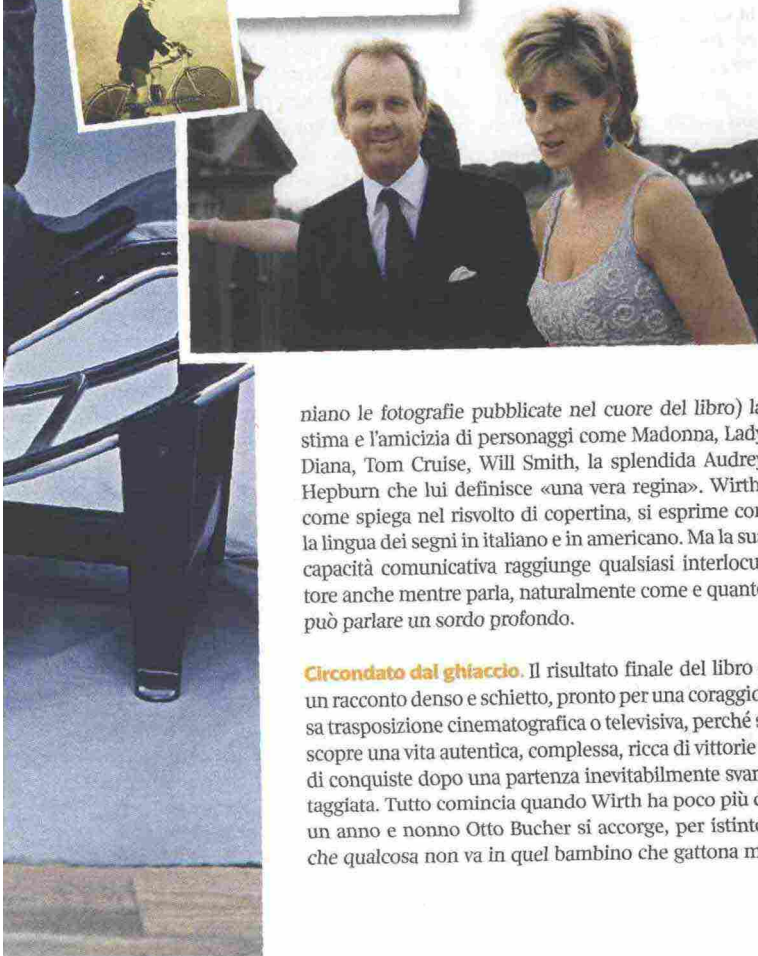 niano le fotografie pubblicate nel cuore del libro) la
stima e l'amicizia di personaggi come Madonna, Lady
Diana, Tom Cruise, Will Smith, la splendida Audrey
Hepburn che lui definisce «una vera regina». Wirth,
come spiega nel risvolto di copertina, si esprime con
la lingua dei segni in italiano e in americano. Ma la sua
capacità comunicativa raggiunge qualsiasi interlocu
tore anche mentre parla, naturalmente come e quanto
può parlare un sordo profondo.
Circondato dal ghiaccio. Il risultato finale del libro
un racconto denso e schietto, pronto per una coraggio
sa trasposizione cinematografica o televisiva, perché s
scopre una vita autentica, complessa, ricca di vittorie
di conquiste dopo una partenza inevitabilmente svan
taggiata. Tutto comincia quando Wirth ha poco più d
un anno e nonno Otto Bucher si accorge, per istinto
che qualcosa non va in quel bambino che gattona m